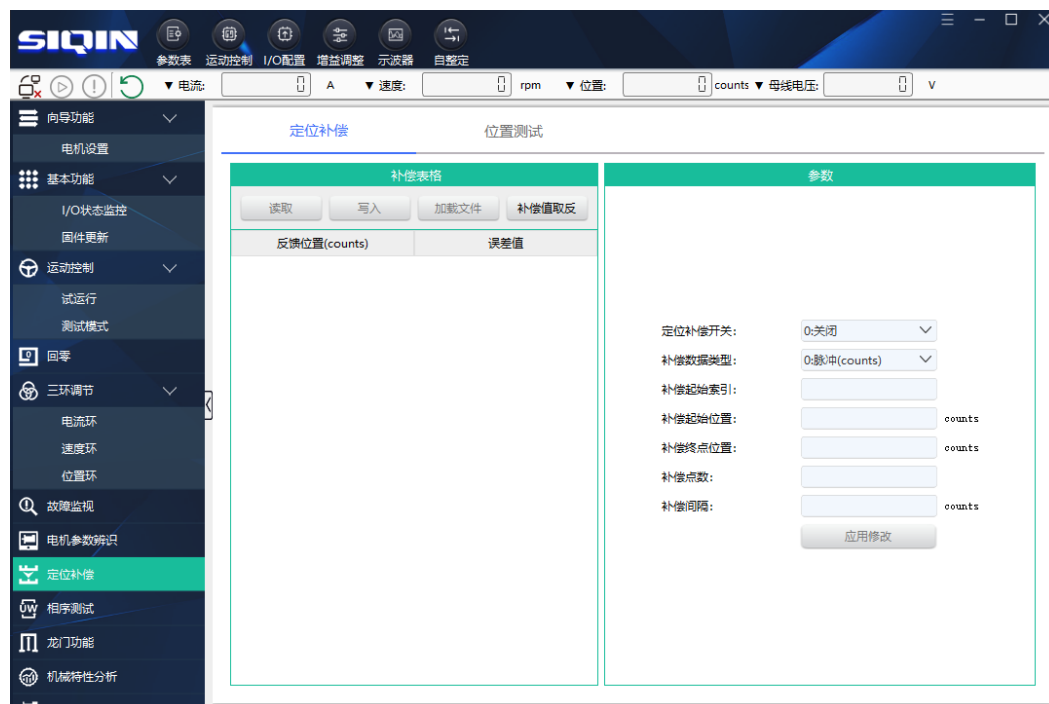 SIQIN
参数表 运动控制 I/O配置 增益调整 示波器 自整定
▼电流: 0 A ▼速度: 0 rpm ▼位置: 0 counts ▼母线电压: 0 V
向导功能
电机设置
基本功能
I/O状态监控
固件更新
运动控制
试运行
测试模式
回零
三环调节
电流环
速度环
位置环
故障监视
电机参数辨识
定位补偿
相序测试
龙门功能
机械特性分析
定位补偿 位置测试
补偿表格
读取 写入 加载文件 补偿值取反
反馈位置(counts) 误差值
参数
定位补偿开关: 0:关闭
补偿数据类型: 0:脉冲(counts)
补偿起始索引:
补偿起始位置: counts
补偿终点位置: counts
补偿点数:
补偿间隔: counts
应用修改